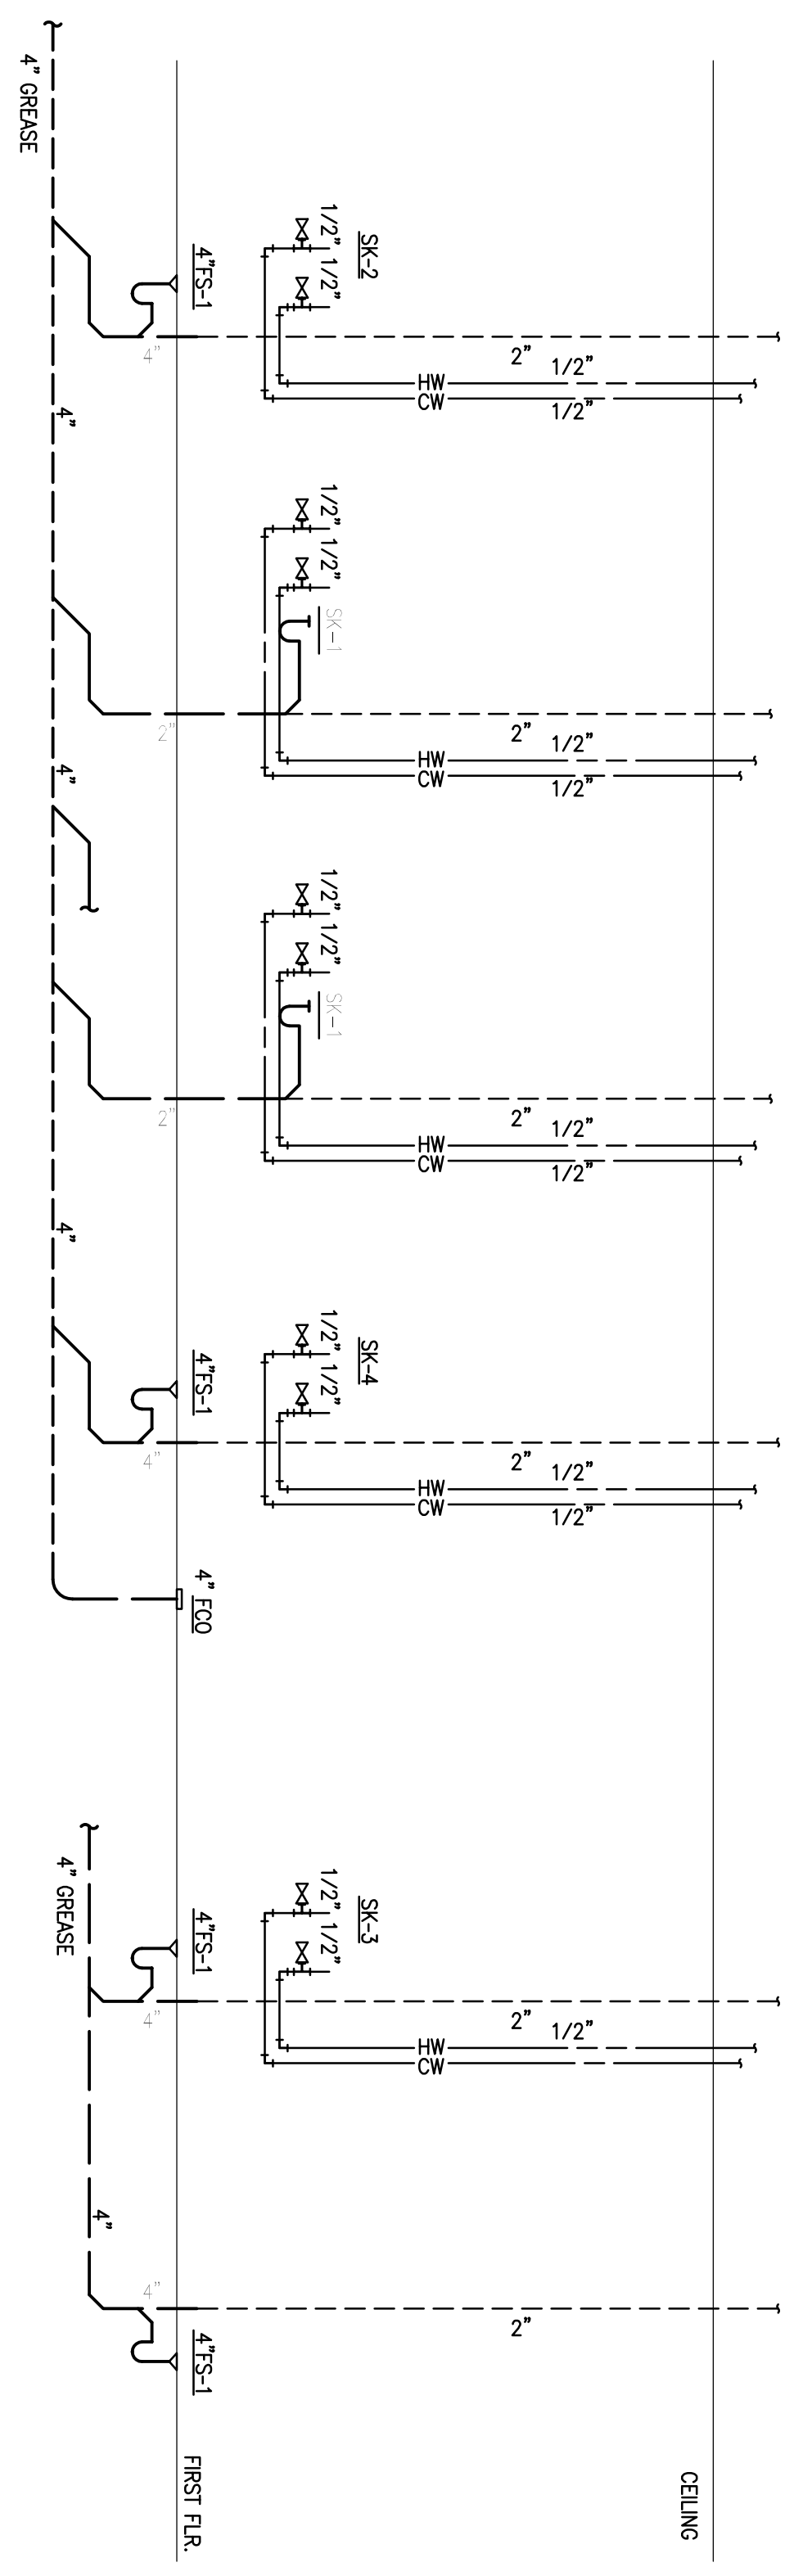 4" GREASE
4"FS-1
SK-2
1/2"
1/2"
4"
2"
1/2"
HW
CW
1/2"
4"
1/2"
1/2"
SK-1
2"
2"
1/2"
HW
CW
1/2"
4"
1/2"
1/2"
SK-1
2"
2"
1/2"
HW
CW
1/2"
4"
4"FS-1
SK-4
1/2"
1/2"
4"
2"
1/2"
HW
CW
1/2"
4" FCO
4" GREASE
4"FS-1
SK-3
1/2"
1/2"
4"
2"
1/2"
HW
CW
4"
4"
2"
4"FS-1
FIRST FLR.
CEILING